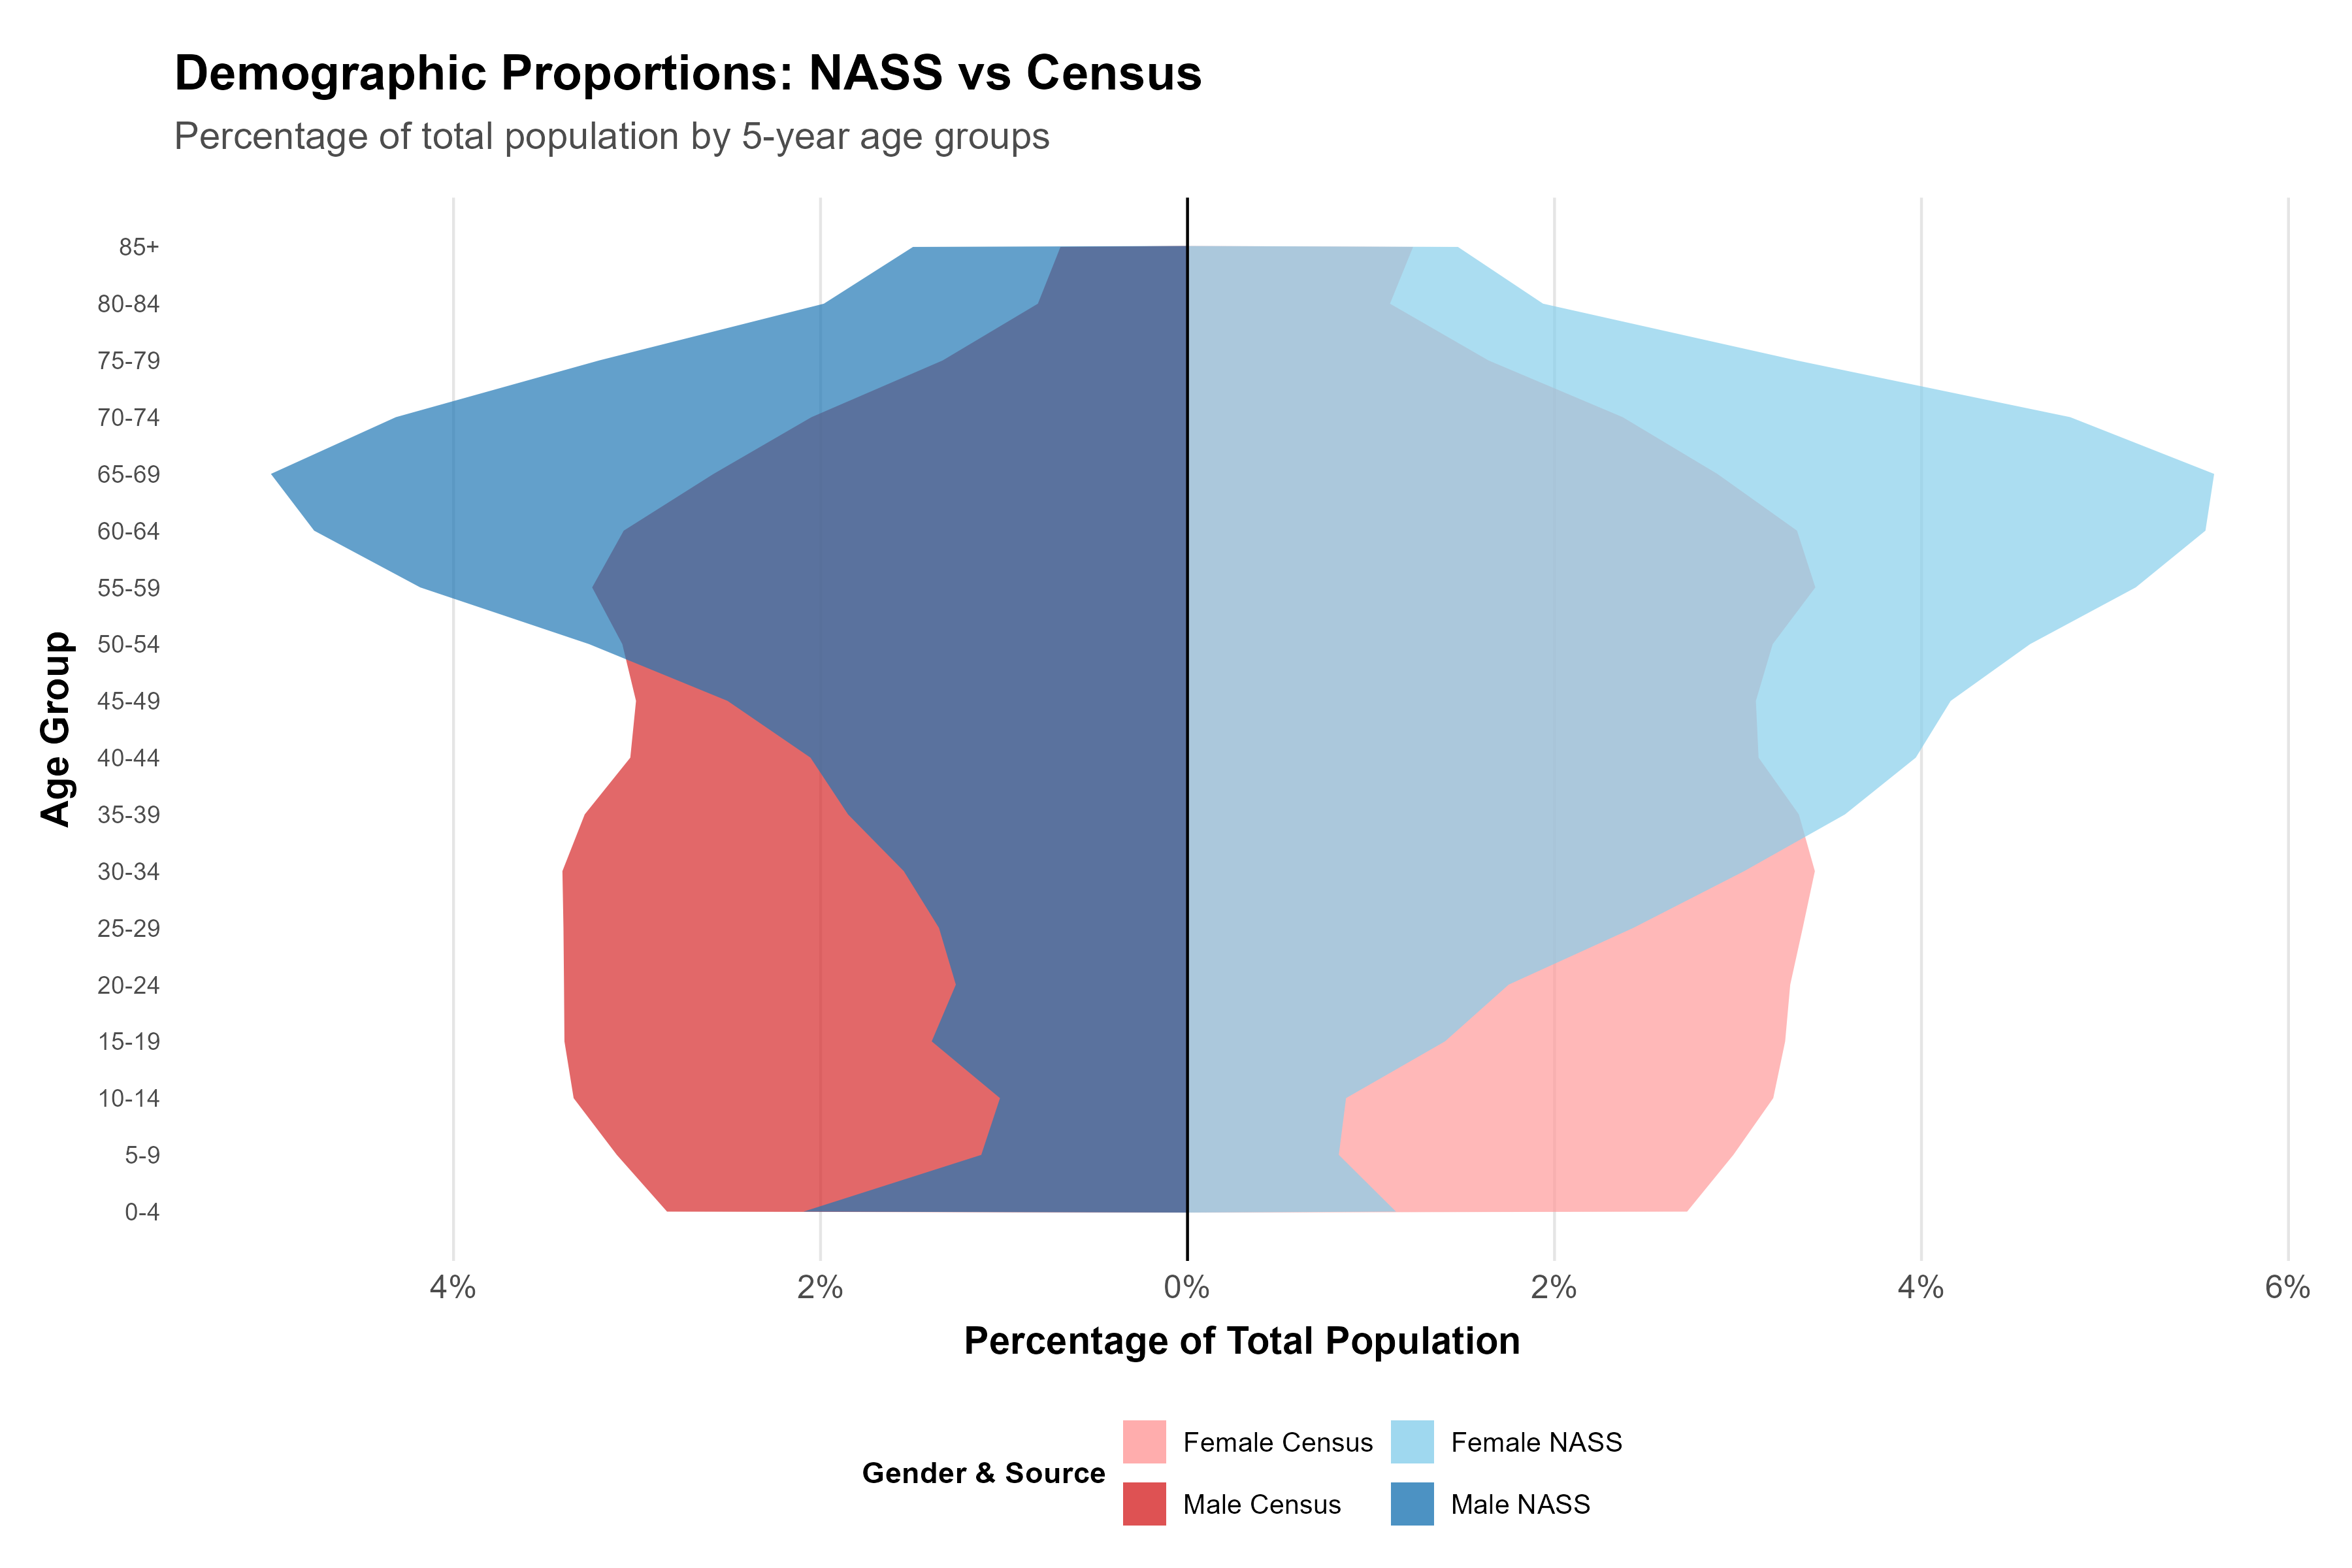 Demographic Proportions: NASS vs Census
Percentage of total population by 5-year age groups
Age Group
85+
80-84
75-79
70-74
65-69
60-64
55-59
50-54
45-49
40-44
35-39
30-34
25-29
20-24
15-19
10-14
5-9
0-4
4% 2% 0% 2% 4% 6%
Percentage of Total Population
Gender & Source
Female Census Female NASS
Male Census Male NASS